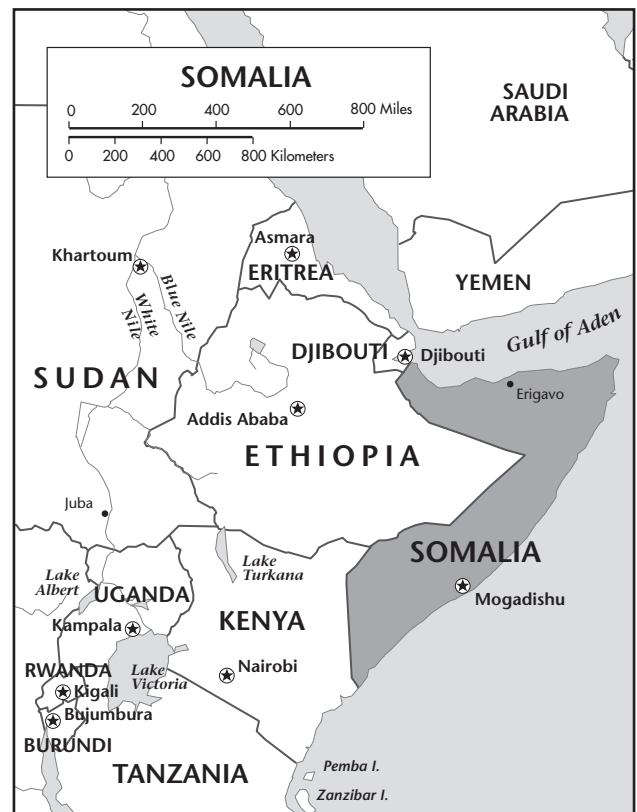 SOMALIA
0 200 400 600 800 Miles
0 200 400 600 800 Kilometers
SAUDI
ARABIA
Asmara
Khartoum
ERITREA
YEMEN
Blue Nile
White
Nile
Gulf of Aden
DJIBOUTI
Djibouti
SUDAN
Erigavo
Addis Ababa
ETHIOPIA
Juba
SOMALIA
Lake
Turkana
Lake
Albert
UGANDA
Mogadishu
KENYA
Kampala
Nairobi
RWANDA
Lake
Victoria
Kigali
Bujumbura
BURUNDI
Pemba I.
TANZANIA
Zanzibar I.